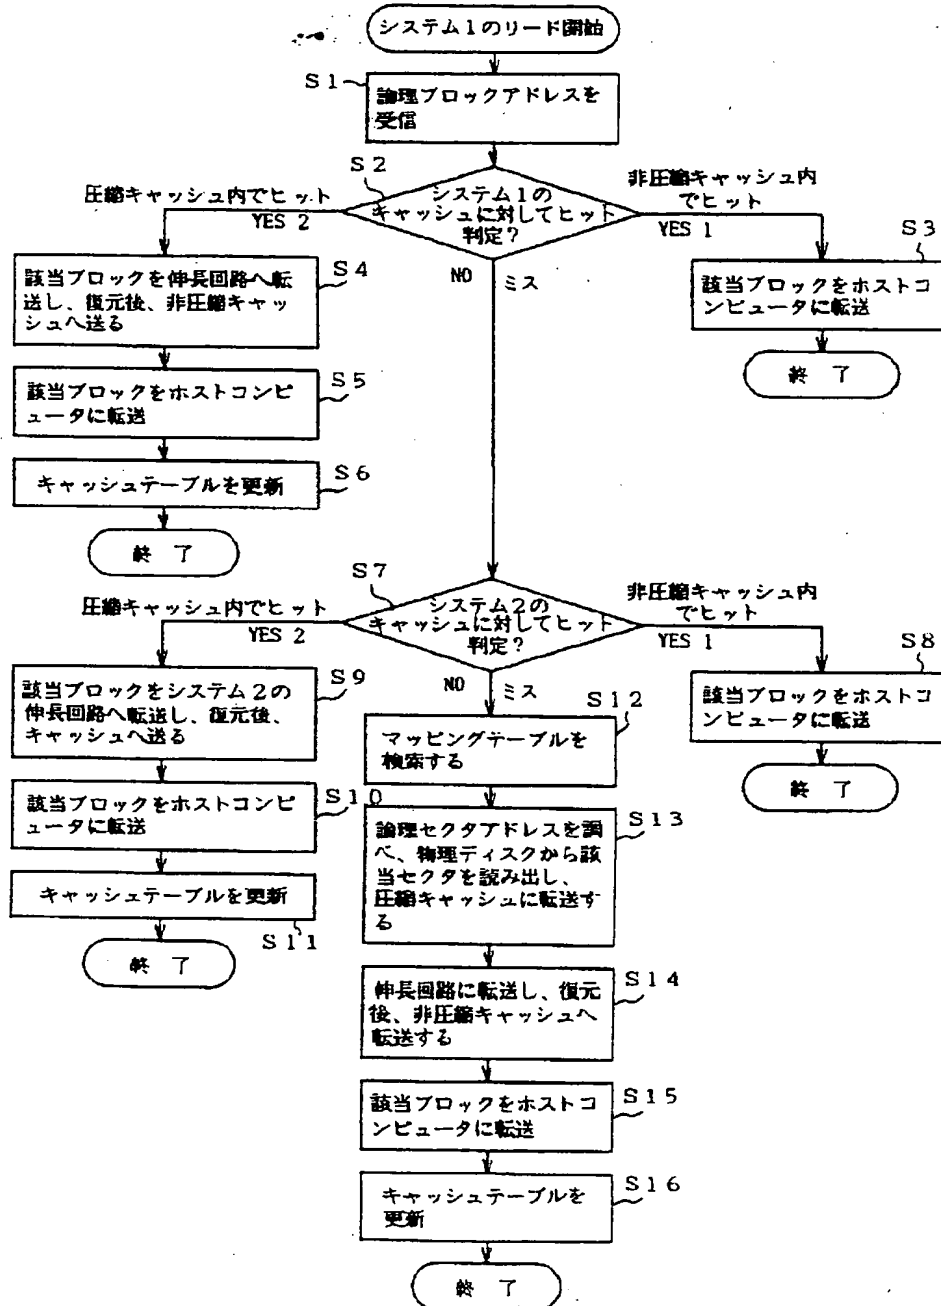 システム1のリード開始
S1
論理ブロックアドレスを
受信
S2
システム1の
キャッシュに対してヒット
判定?
圧縮キャッシュ内でヒット
YES 2
非圧縮キャッシュ内
でヒット
YES 1
NO
ミス
S3
該当ブロックをホストコ
ンピュータに転送
終 了
S4
該当ブロックを伸長回路へ転
送し、復元後、非圧縮キャッ
シュへ送る
S5
該当ブロックをホストコンピ
ュータに転送
S6
キャッシュテーブルを更新
終 了
S7
システム2の
キャッシュに対してヒット
判定?
圧縮キャッシュ内でヒット
YES 2
非圧縮キャッシュ内
でヒット
YES 1
NO
ミス
S8
該当ブロックをホストコ
ンピュータに転送
終 了
S9
該当ブロックをシステム2の
伸長回路へ転送し、復元後、
キャッシュへ送る
S10
該当ブロックをホストコンピ
ュータに転送
キャッシュテーブルを更新
S11
終 了
S12
マッピングテーブルを
検索する
S13
論理セクタアドレスを調
べ、物理ディスクから該
当セクタを読み出し、
圧縮キャッシュに転送す
る
S14
伸長回路に転送し、復元
後、非圧縮キャッシュへ
転送する
S15
該当ブロックをホストコ
ンピュータに転送
S16
キャッシュテーブルを
更新
終 了